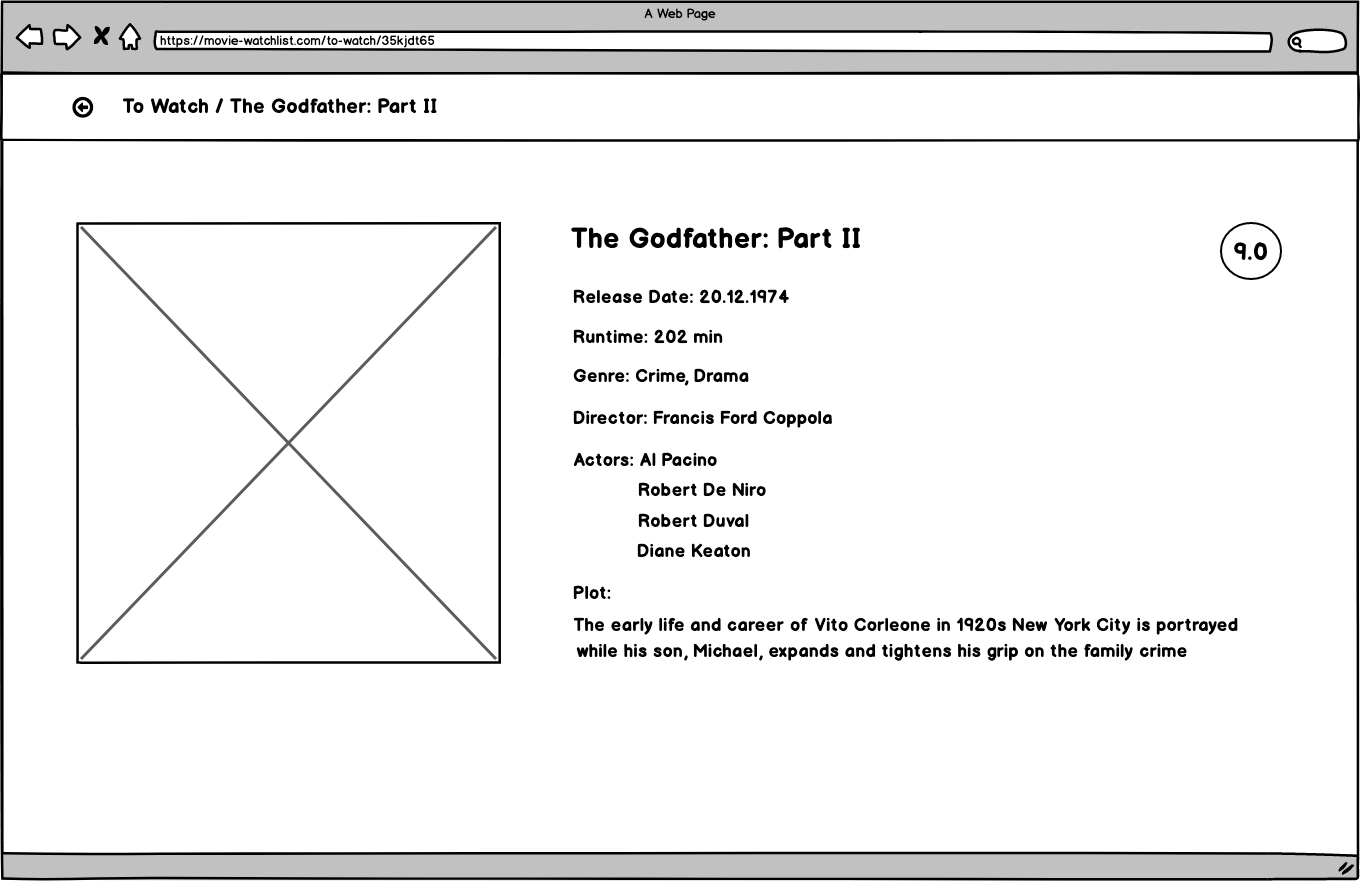 A Web Page
https://movie-watchlist.com/to-watch/35kjdt65
To Watch / The Godfather: Part II
The Godfather: Part II
9.0
Release Date: 20.12.1974
Runtime: 202 min
Genre: Crime, Drama
Director: Francis Ford Coppola
Actors: Al Pacino
Robert De Niro
Robert Duval
Diane Keaton
Plot:
The early life and career of Vito Corleone in 1920s New York City is portrayed
while his son, Michael, expands and tightens his grip on the family crime